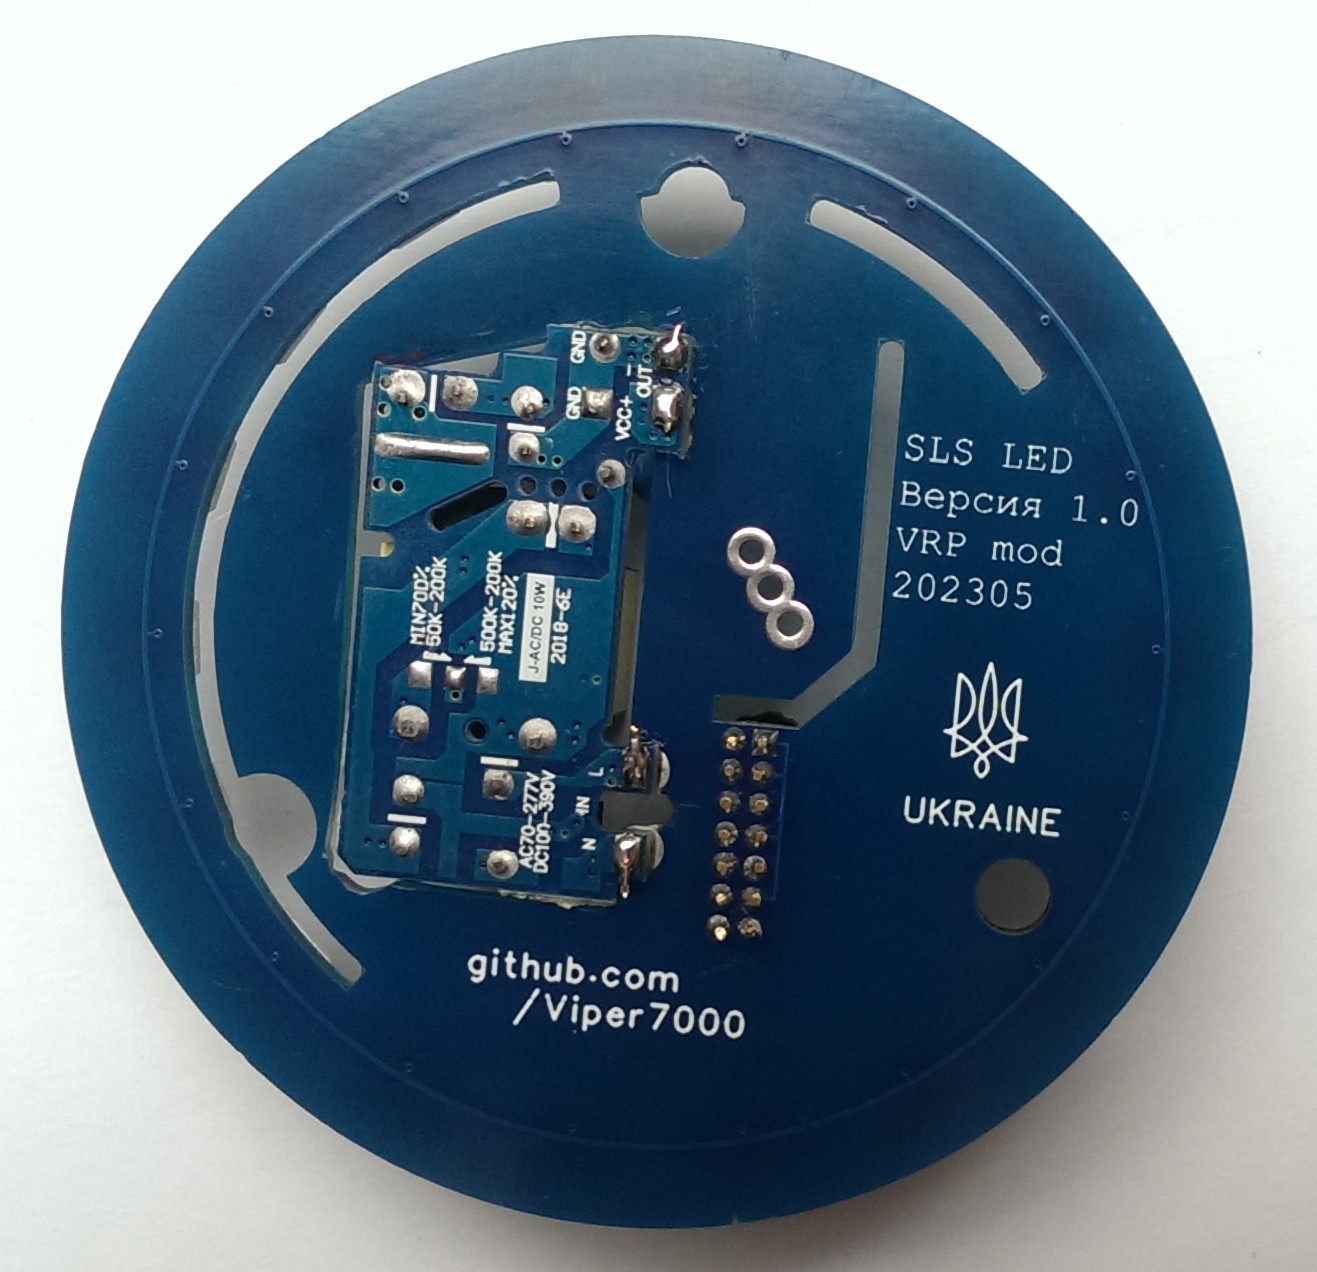 GND
GND
OUT
VCC+
—
SLS LED
Версия 1.0
VRP mod
202305
MIN70D%
50K-200K
500K-200K
MAX120%
J-AC/DC 10W
2018-6E
L
IN
N
AC70-277V
DC100-390V
UKRAINE
github.com
/Viper7000